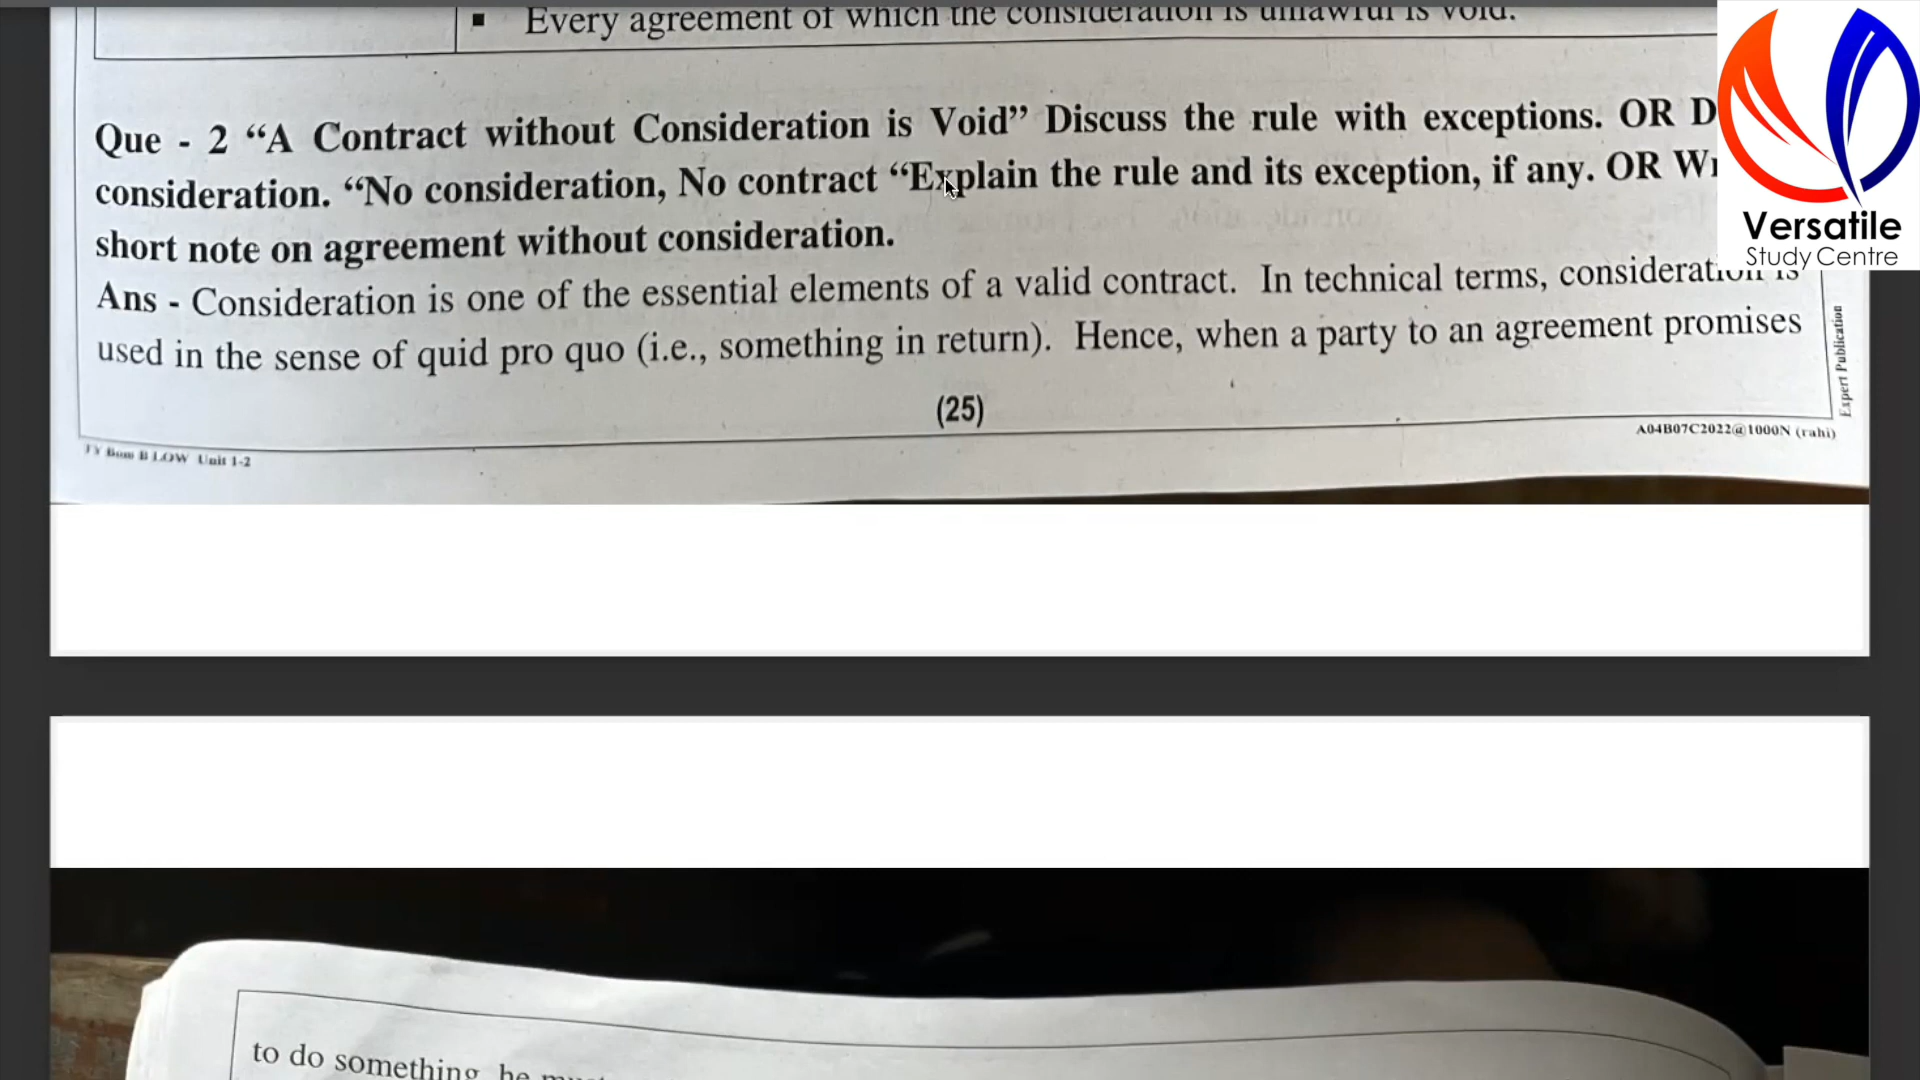 ▪ Every agreement of which the consideration is unlawful is void.
Que - 2 “A Contract without Consideration is Void” Discuss the rule with exceptions. OR D
consideration. “No consideration, No contract “Explain the rule and its exception, if any. OR Wr
short note on agreement without consideration.
Ans - Consideration is one of the essential elements of a valid contract. In technical terms, consideration is
used in the sense of quid pro quo (i.e., something in return). Hence, when a party to an agreement promises
(25)
Expert Publication
A04B07C2022@1000N (rahi)
TY Bom B LOW Unit 1-2
Versatile
Study Centre
to do something, he